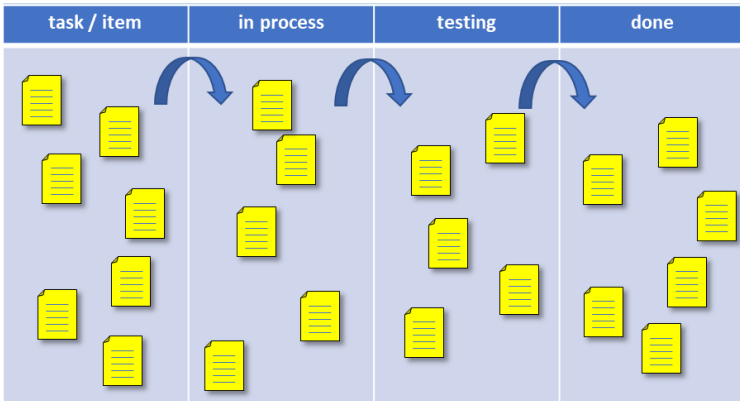 task / item
in process
testing
done